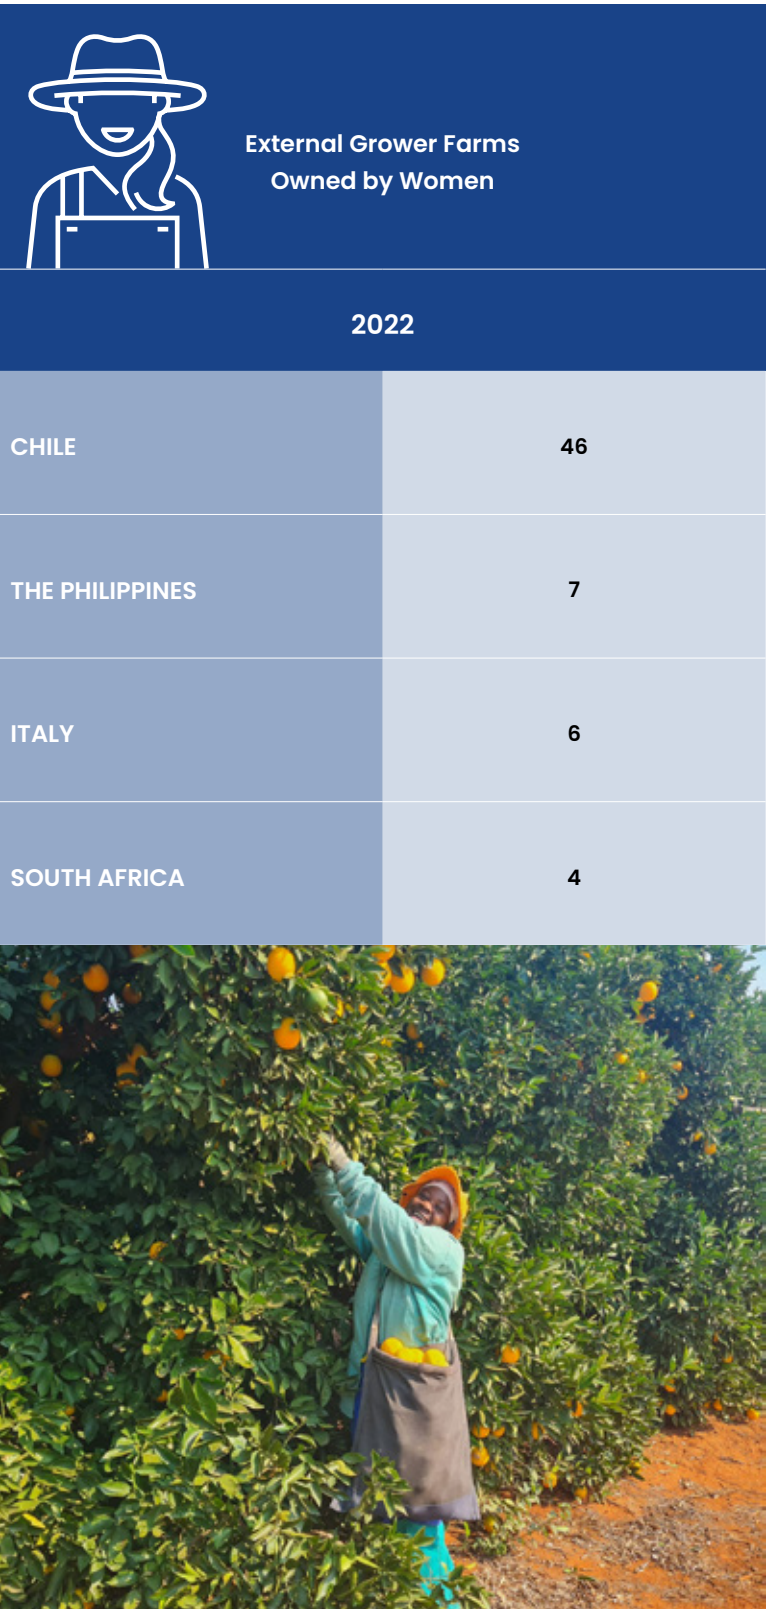 External Grower Farms
Owned by Women
2022
CHILE 46
THE PHILIPPINES 7
ITALY 6
SOUTH AFRICA 4